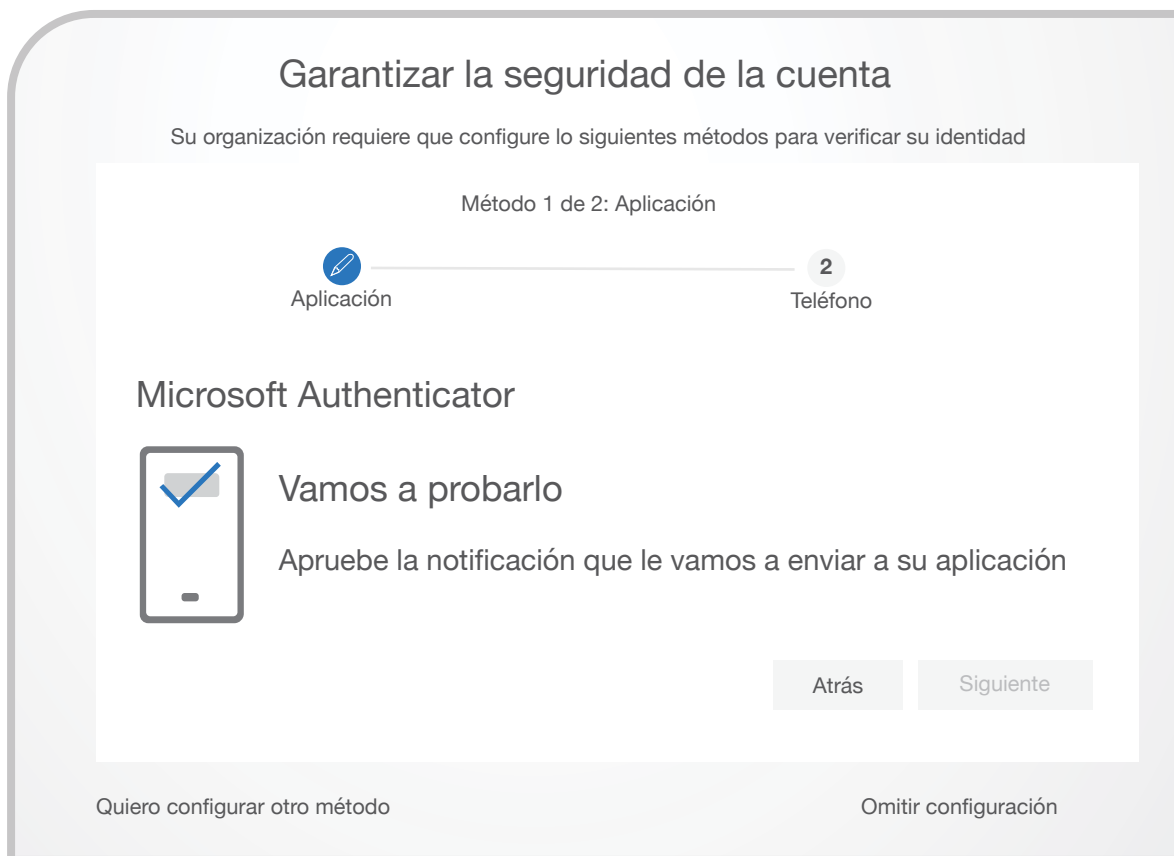 Garantizar la seguridad de la cuenta
Su organización requiere que configure lo siguientes métodos para verificar su identidad
Método 1 de 2: Aplicación
2
Aplicación
Teléfono
Microsoft Authenticator
Vamos a probarlo
Apruebe la notificación que le vamos a enviar a su aplicación
Atrás
Siguiente
Quiero configurar otro método
Omitir configuración